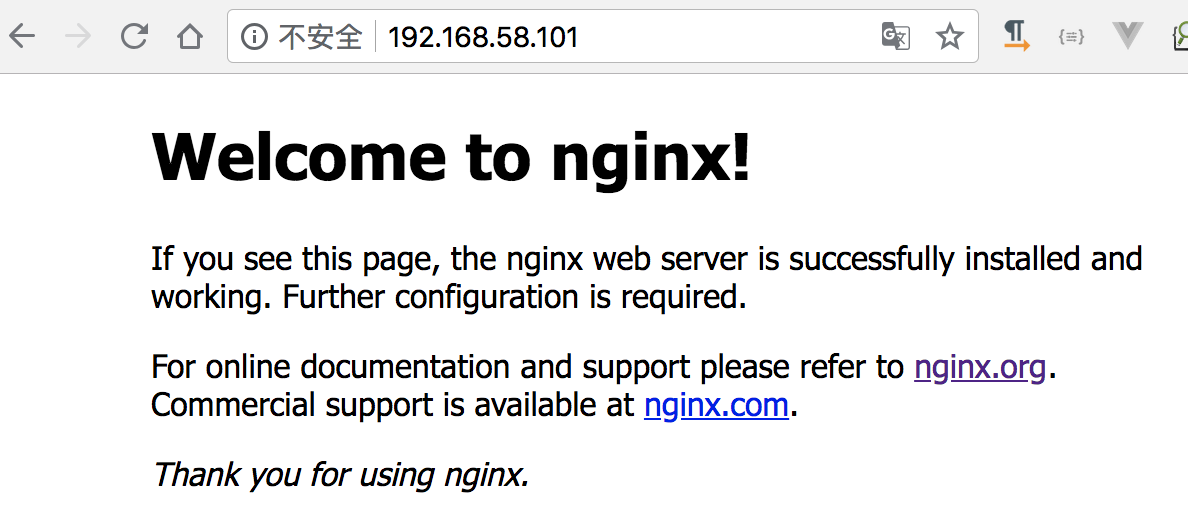 不安全 192.168.58.101
Welcome to nginx!
If you see this page, the nginx web server is successfully installed and
working. Further configuration is required.
For online documentation and support please refer to nginx.org.
Commercial support is available at nginx.com.
Thank you for using nginx.